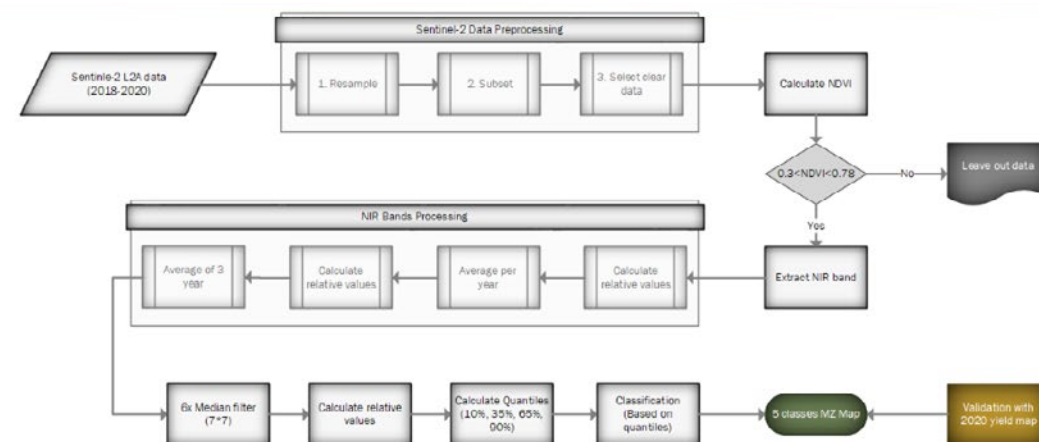 Sentinel-2 Data Preprocessing
Sentinle-2 L2A data
(2018-2020)
1. Resample
2. Subset
3. Select clear
data
Calculate NDVI
0.3<NDVI<0.78
No
Leave out data
Yes
NIR Bands Processing
Average of 3
year
Calculate
relative values
Average per
year
Calculate
relative values
Extract NIR band
6x Median filter
(7*7)
Calculate relative
values
Calculate Quantiles
(10%, 35%, 65%,
90%)
Classification
(Based on
quantiles)
5 classes MZ Map
Validation with
2020 yield map